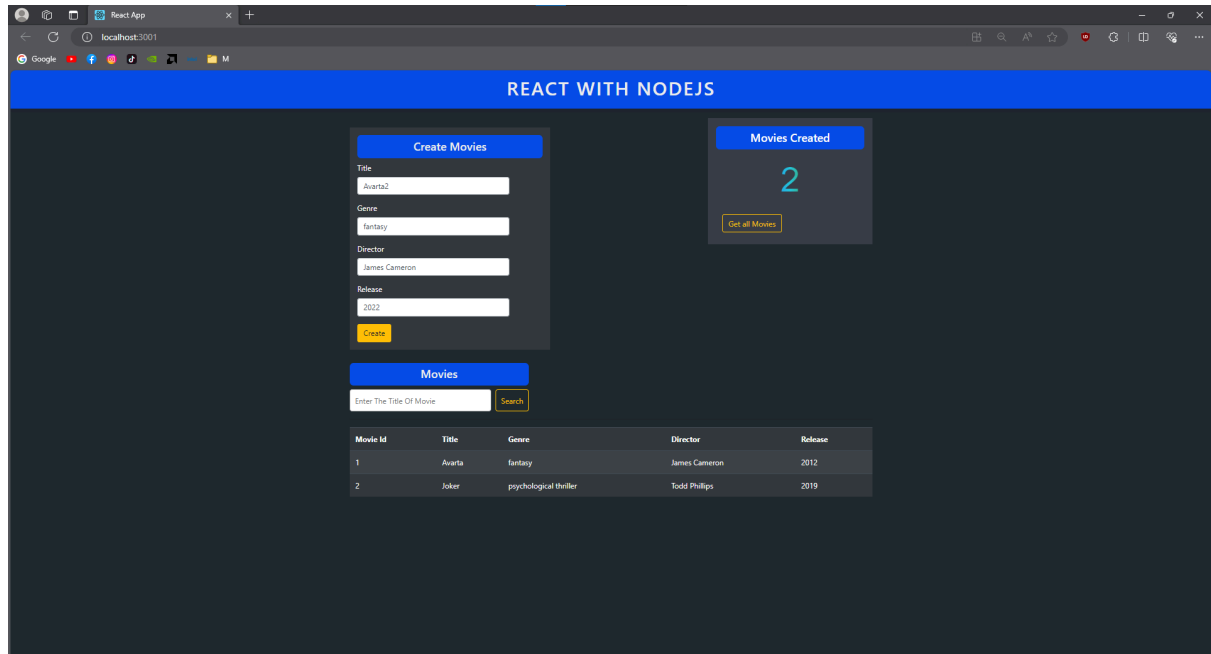 React App
localhost:3001
Google
M
REACT WITH NODEJS
Create Movies
Title
Avarta2
Genre
fantasy
Director
James Cameron
Release
2022
Create
Movies Created
2
Get all Movies
Movies
Enter The Title Of Movie
Search
Movie Id Title Genre Director Release
1 Avarta fantasy James Cameron 2012
2 Joker psychological thriller Todd Phillips 2019